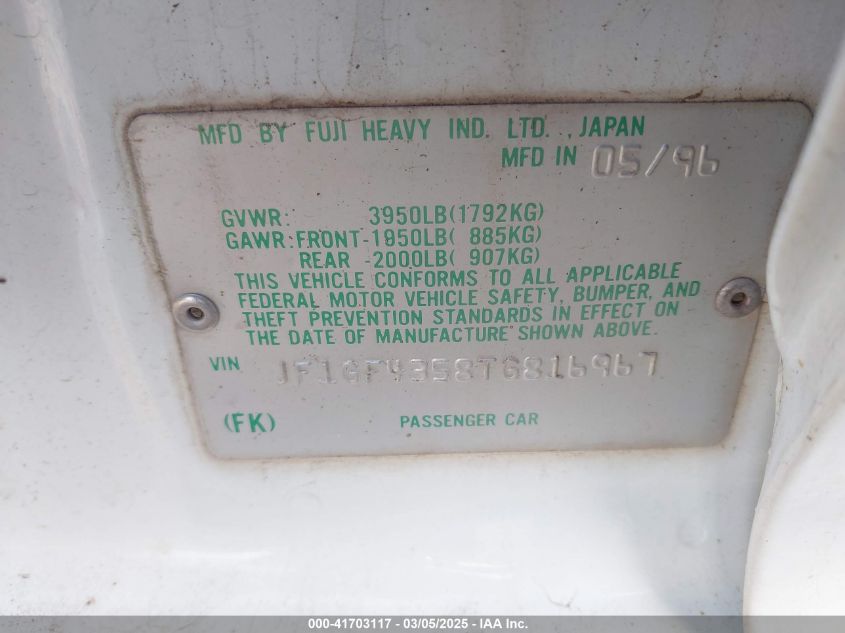 MFD BY FUJI HEAVY IND. LTD., JAPAN
MFD IN 05/96
GVWR: 3950LB(1792KG)
GAWR:FRONT-1950LB( 885KG)
REAR -2000LB( 907KG)
THIS VEHICLE CONFORMS TO ALL APPLICABLE
FEDERAL MOTOR VEHICLE SAFETY, BUMPER, AND
THEFT PREVENTION STANDARDS IN EFFECT ON
THE DATE OF MANUFACTURE SHOWN ABOVE.
VIN JF1GF4358TG816967
(FK) PASSENGER CAR
000-41703117 - 03/05/2025 - IAA Inc.